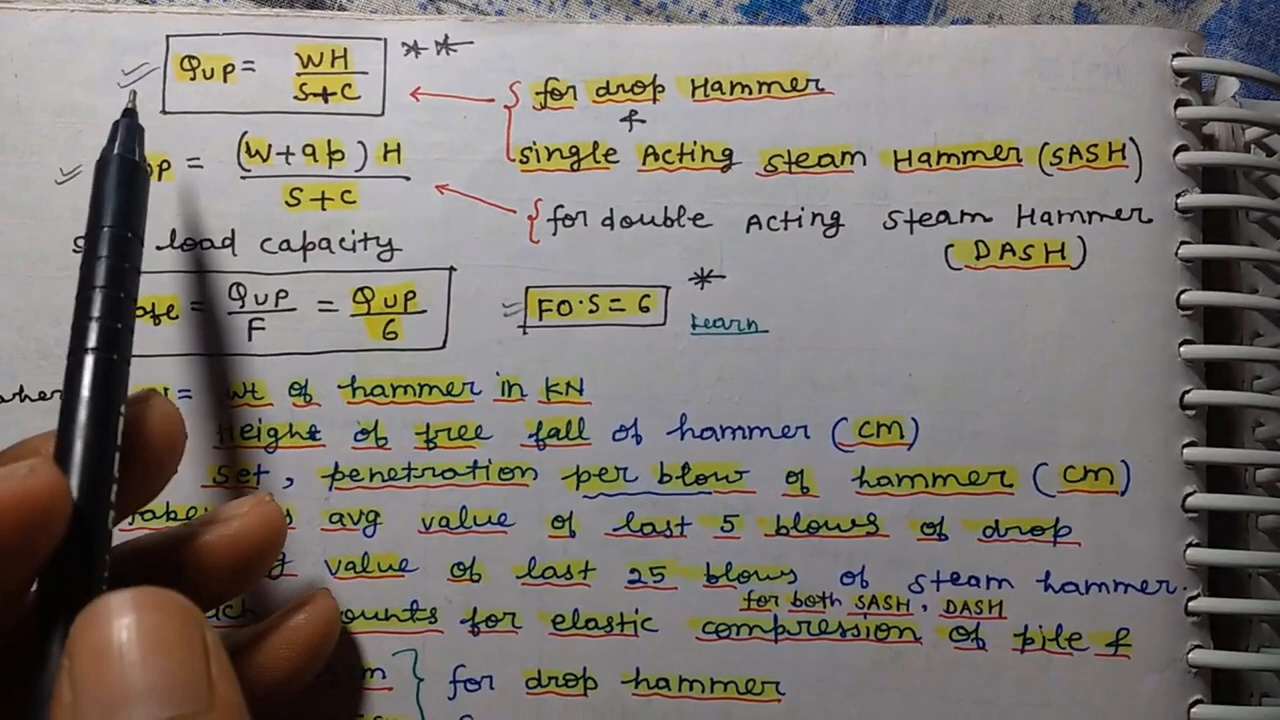 Qup = WH / S+C **
{ for drop Hammer
&
single Acting steam Hammer (SASH)
= (W+ap) H / S+C
{ for double Acting steam Hammer
(DASH)
load capacity
= Qup / F = Qup / 6
FO.S = 6 *
Learn
= wt of hammer in KN
Height of free fall of hammer (cm)
set, penetration per blow of hammer (cm)
avg value of last 5 blows of drop
value of last 25 blows of steam hammer.
for both SASH, DASH
for elastic compression of pile &
} for drop hammer